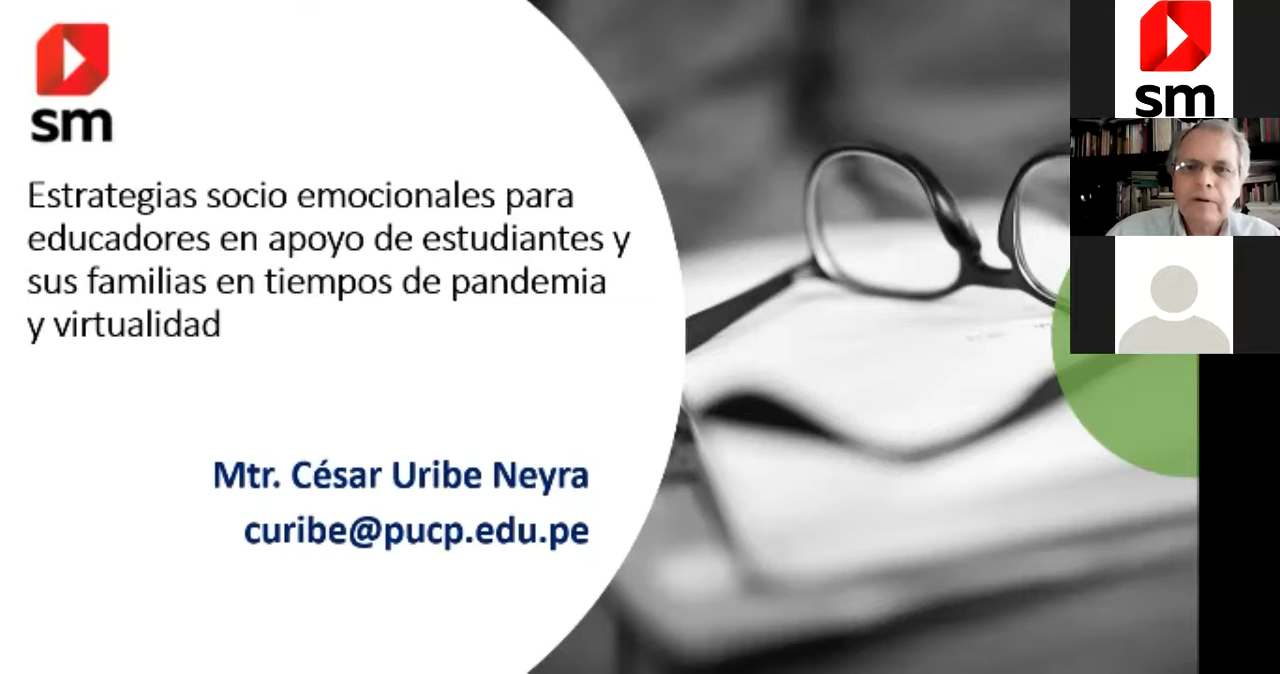 sm
Estrategias socio emocionales para
educadores en apoyo de estudiantes y
sus familias en tiempos de pandemia
y virtualidad
Mtr. César Uribe Neyra
curibe@pucp.edu.pe
sm